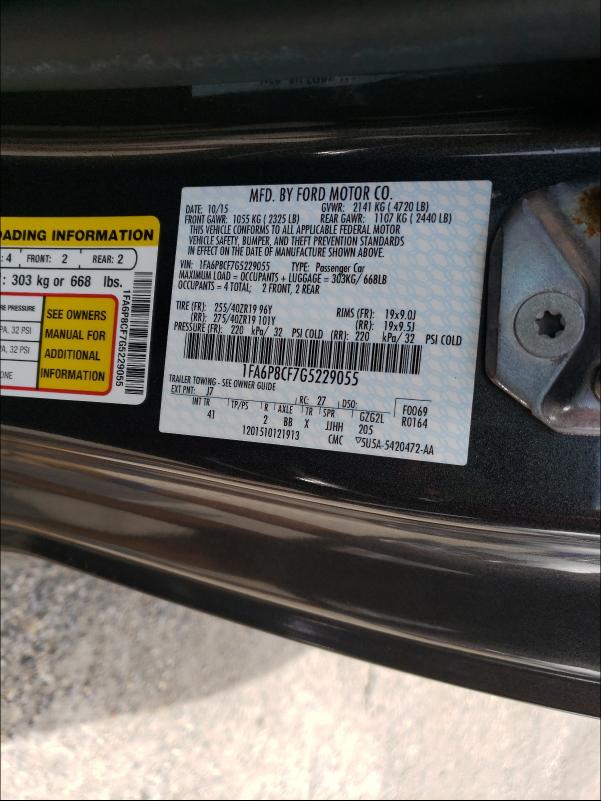 LOADING INFORMATION
: 4 FRONT: 2 REAR: 2
: 303 kg or 668 lbs.
PRESSURE
PA, 32 PSI
PA, 32 PSI
ONE
SEE OWNERS
MANUAL FOR
ADDITIONAL
INFORMATION
1FA6P8CF7G5229055
MFD. BY FORD MOTOR CO.
DATE: 10/15 GVWR: 2141 KG ( 4720 LB)
FRONT GAWR: 1055 KG ( 2325 LB) REAR GAWR: 1107 KG ( 2440 LB)
THIS VEHICLE CONFORMS TO ALL APPLICABLE FEDERAL MOTOR
VEHICLE SAFETY, BUMPER, AND THEFT PREVENTION STANDARDS
IN EFFECT ON THE DATE OF MANUFACTURE SHOWN ABOVE.
VIN: 1FA6P8CF7G5229055 TYPE: Passenger Car
MAXIMUM LOAD = OCCUPANTS + LUGGAGE = 303KG/ 668LB
OCCUPANTS = 4 TOTAL: 2 FRONT, 2 REAR
TIRE (FR): 255/40ZR19 96Y RIMS (FR): 19x9.0J
(RR): 275/40ZR19 101Y (RR): 19x9.5J
PRESSURE (FR): 220 kPa/ 32 PSI COLD (RR): 220 kPa/ 32 PSI COLD
1FA6P8CF7G5229055
TRAILER TOWING - SEE OWNER GUIDE
EXT PNT: J7 RC: 27 DSO: F0069
INT TR TP/PS R AXLE TR SPR GZG2L R0164
41 2 BB X JJHH 205
1201510121913 CMC 5U5A-5420472-AA